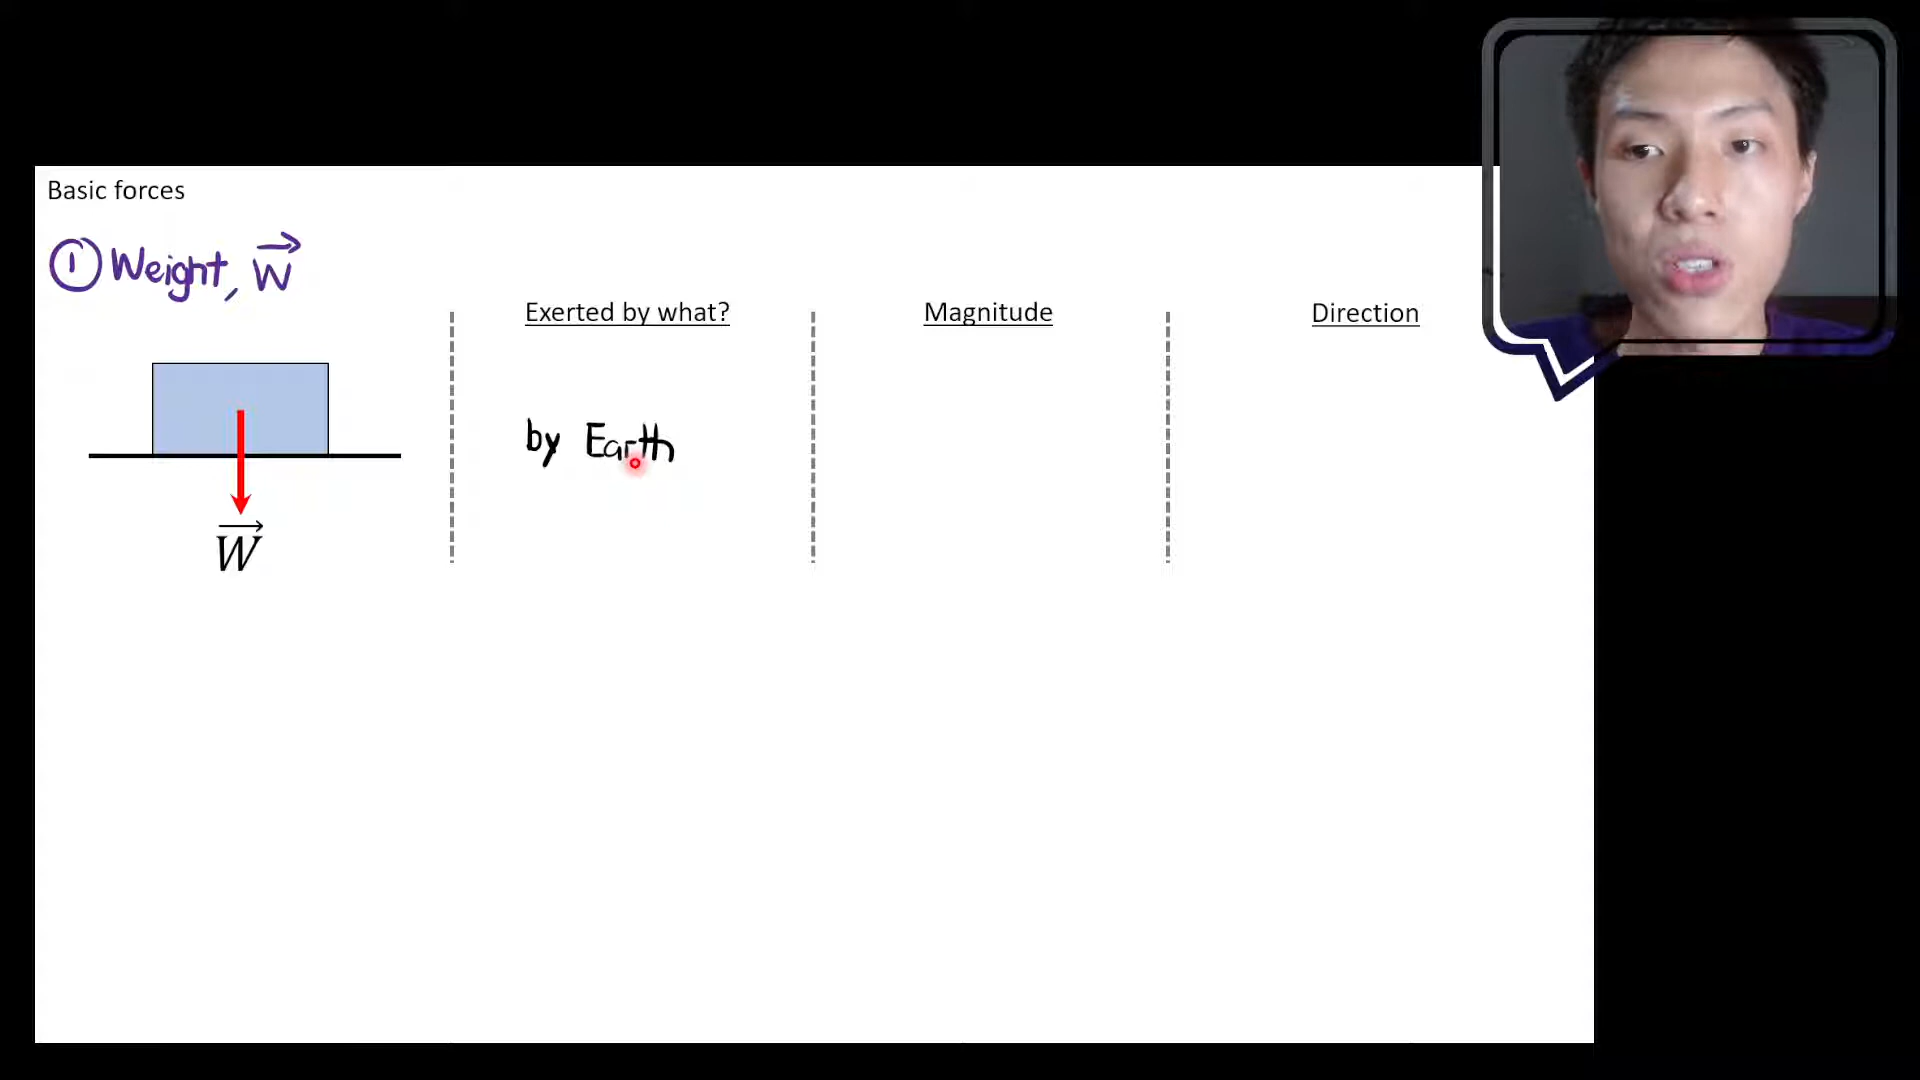 Basic forces
① Weight, W
Exerted by what?
Magnitude
Direction
by Earth
W